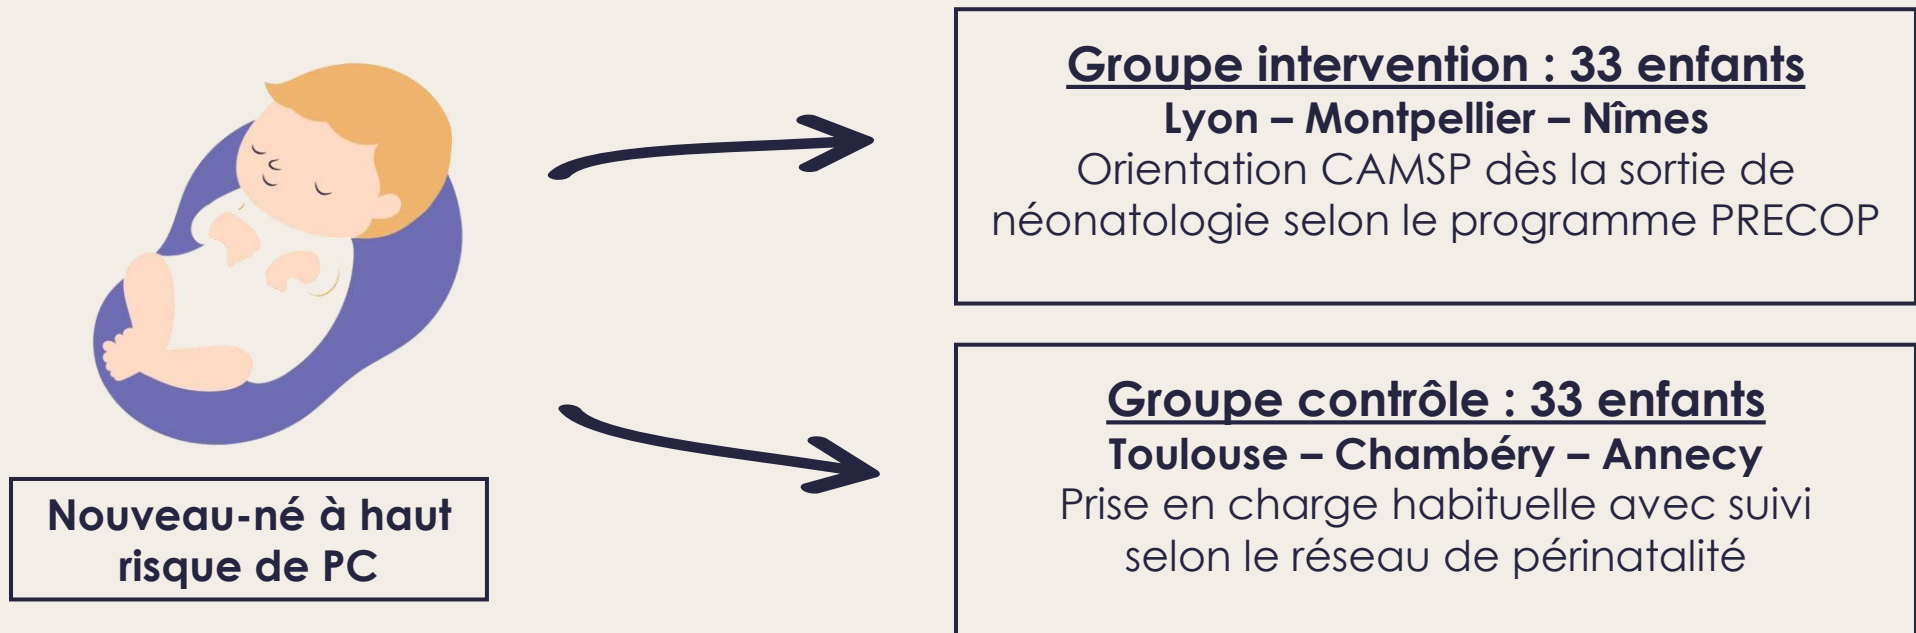 Groupe intervention : 33 enfants
Lyon – Montpellier – Nîmes
Orientation CAMSP dès la sortie de
néonatologie selon le programme PRECOP
Groupe contrôle : 33 enfants
Toulouse – Chambéry – Annecy
Prise en charge habituelle avec suivi
selon le réseau de périnatalité
Nouveau-né à haut
risque de PC